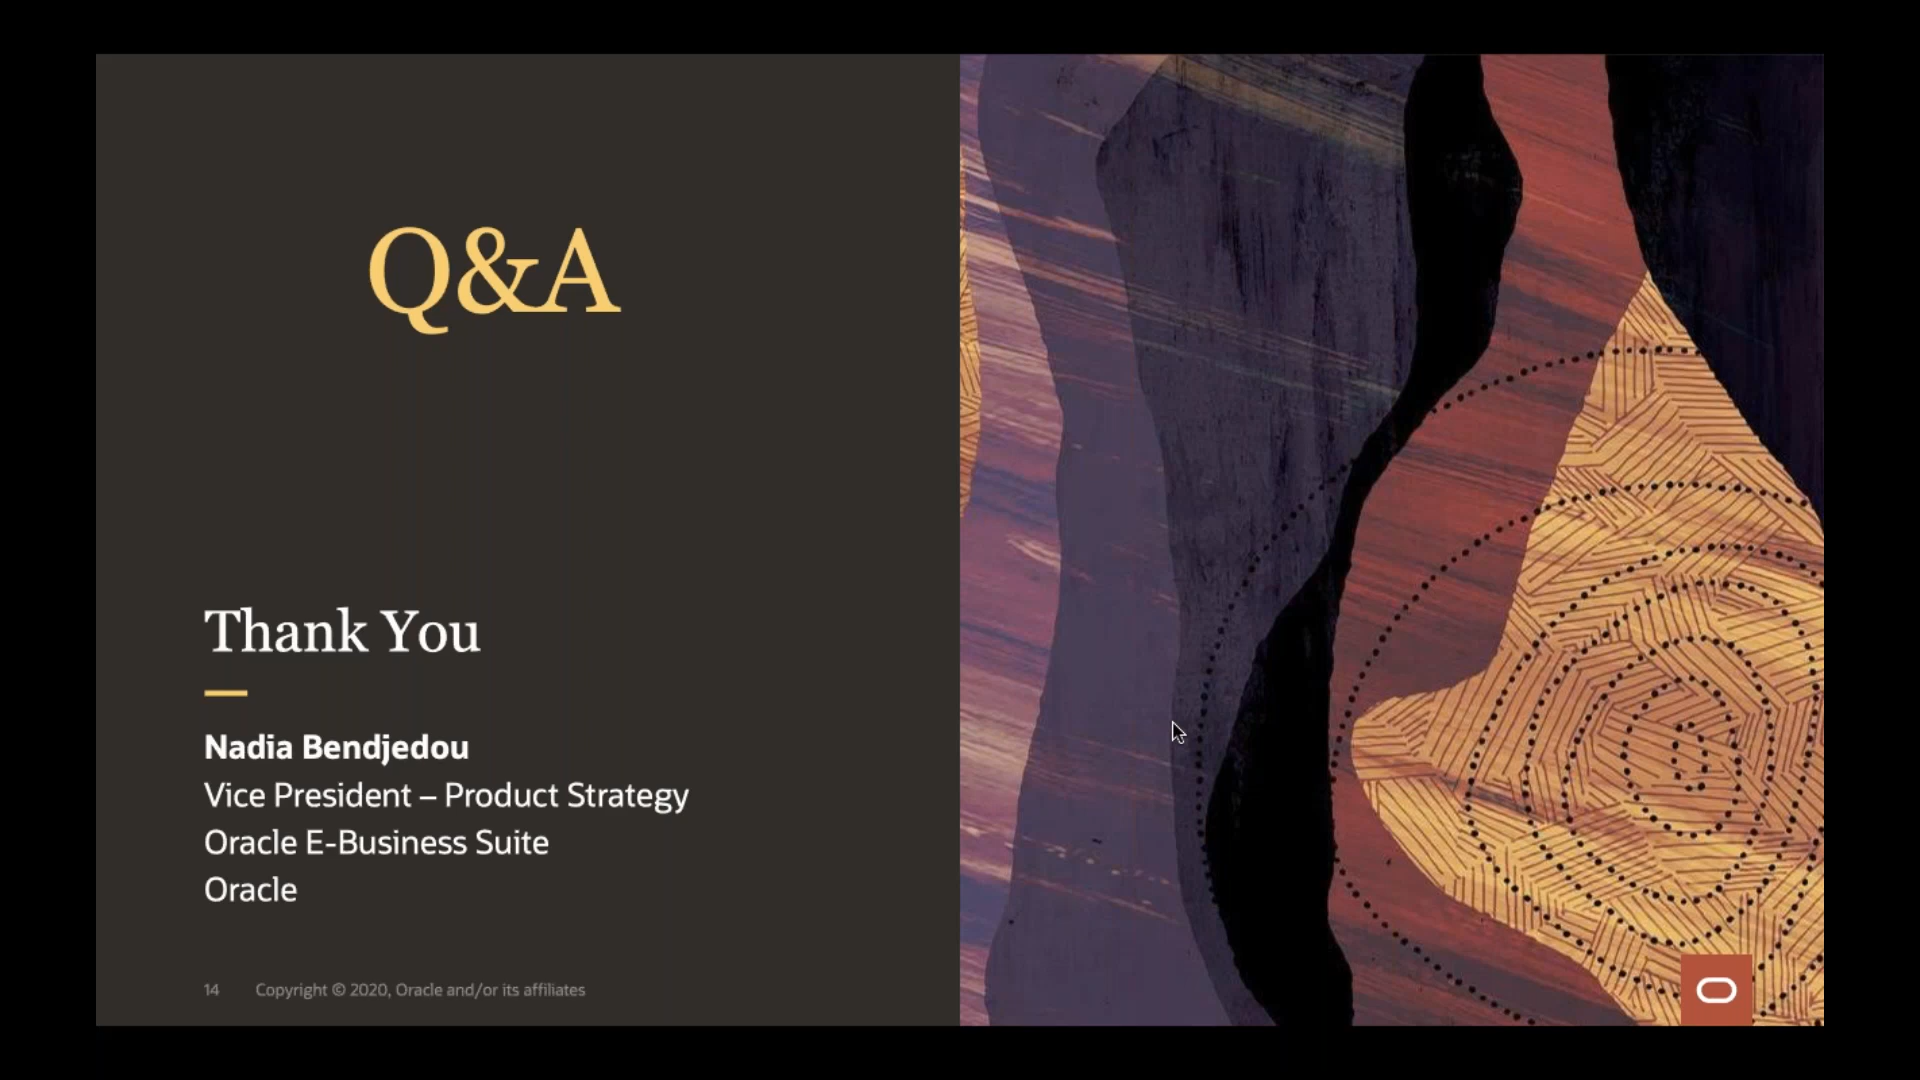 Q&A
Thank You
Nadia Bendjedou
Vice President – Product Strategy
Oracle E-Business Suite
Oracle
14 Copyright © 2020, Oracle and/or its affiliates